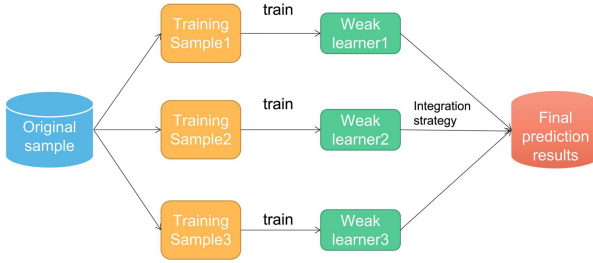 train
Training
Sample1
Weak
learner1
Original
sample
train
Training
Sample2
Weak
learner2
Integration
strategy
Final
prediction
results
train
Training
Sample3
Weak
learner3